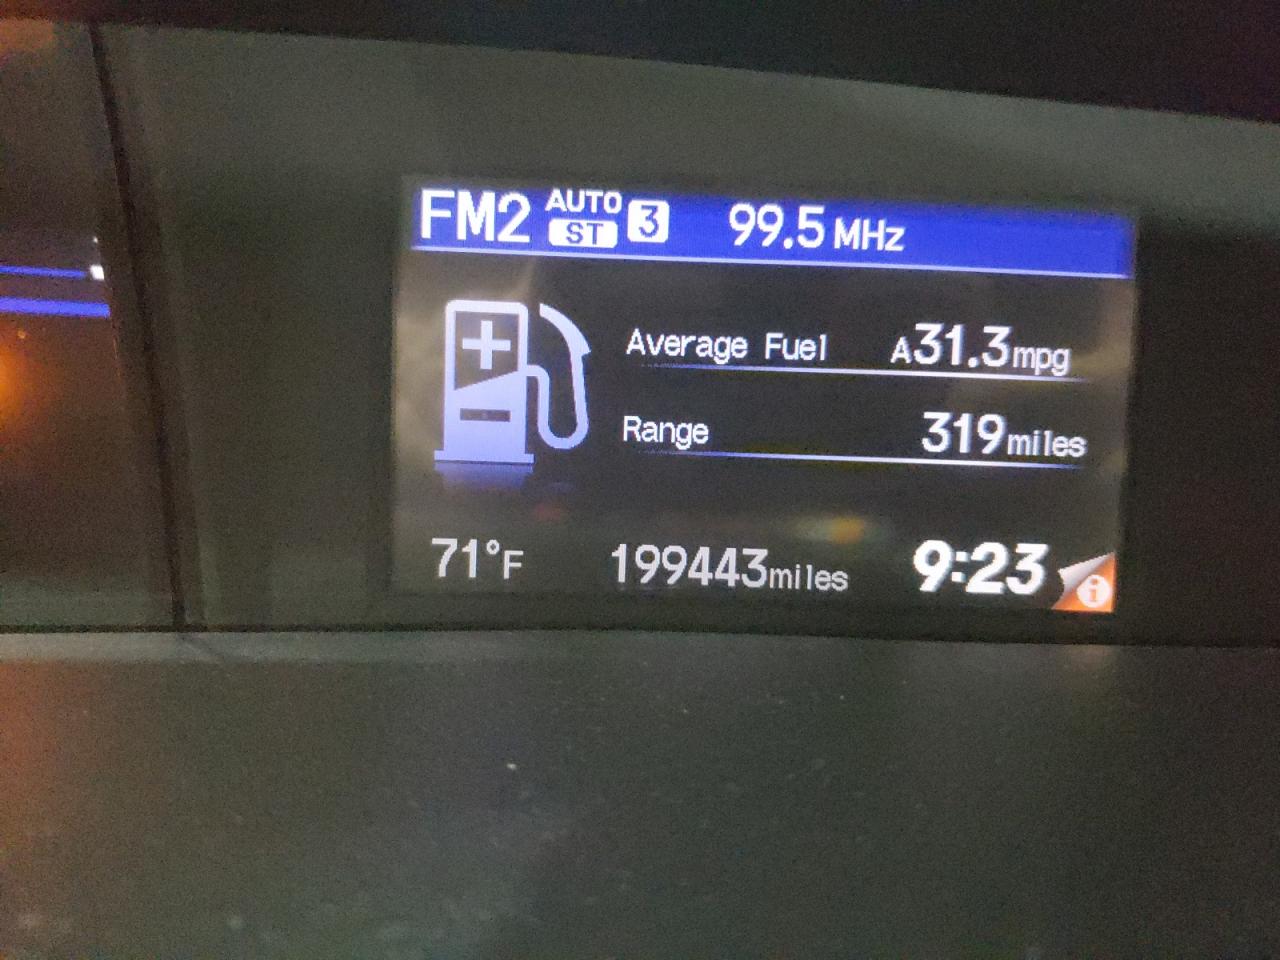 FM2 AUTO ST 3 99.5 MHz
Average Fuel A31.3mpg
Range 319miles
71°F 199443miles 9:23 i